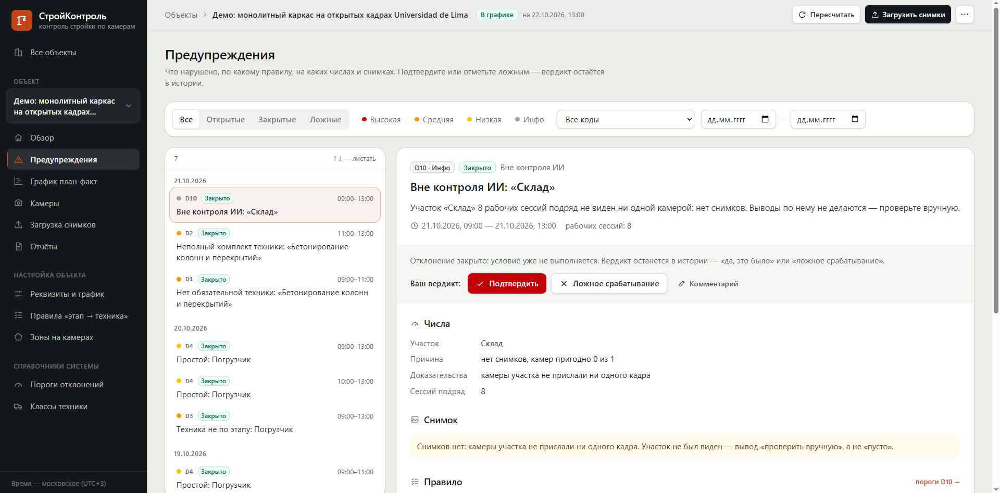 СтройКонтроль
контроль стройки по камерам
Все объекты
ОБЪЕКТ
Демо: монолитный каркас
на открытых кадрах...
Обзор
Предупреждения
График план-факт
Камеры
Загрузка снимков
Отчёты
НАСТРОЙКА ОБЪЕКТА
Реквизиты и график
Правила «этап → техника»
Зоны на камерах
СПРАВОЧНИКИ СИСТЕМЫ
Пороги отклонений
Классы техники
Время — московское (UTC+3)
Объекты > Демо: монолитный каркас на открытых кадрах Universidad de Lima В графике на 22.10.2026, 13:00
Пересчитать Загрузить снимки ...
Предупреждения
Что нарушено, по какому правилу, на каких числах и снимках. Подтвердите или отметьте ложным — вердикт остаётся
в истории.
Все Открытые Закрытые Ложные Высокая Средняя Низкая Инфо Все коды дд.мм.гггг — дд.мм.гггг
7 ↑↓ — листать
21.10.2026
D10 Закрыто 09:00–13:00
Вне контроля ИИ: «Склад»
D2 Закрыто 11:00–13:00
Неполный комплект техники: «Бетонирование
колонн и перекрытий»
D1 Закрыто 09:00–11:00
Нет обязательной техники: «Бетонирование колонн
и перекрытий»
20.10.2026
D4 Закрыто 09:00–13:00
Простой: Погрузчик
D4 Закрыто 10:00–13:00
Простой: Погрузчик
D3 Закрыто 09:00–13:00
Техника не по этапу: Погрузчик
19.10.2026
D4 Закрыто 09:00–11:00
Простой: Погрузчик
D10 · Инфо Закрыто Вне контроля ИИ
Вне контроля ИИ: «Склад»
Участок «Склад» 8 рабочих сессий подряд не виден ни одной камерой: нет снимков. Выводы по нему не делаются — проверьте вручную.
21.10.2026, 09:00 — 21.10.2026, 13:00 рабочих сессий: 8
Отклонение закрыто: условие уже не выполняется. Вердикт останется в истории — «да, это было» или «ложное срабатывание».
Ваш вердикт: Подтвердить Ложное срабатывание Комментарий
Числа
Участок Склад
Причина нет снимков, камер пригодно 0 из 1
Доказательства камеры участка не прислали ни одного кадра
Сессий подряд 8
Снимок
Снимков нет: камеры участка не прислали ни одного кадра. Участок не был виден — вывод «проверить вручную», а не «пусто».
Правило пороги D10 →